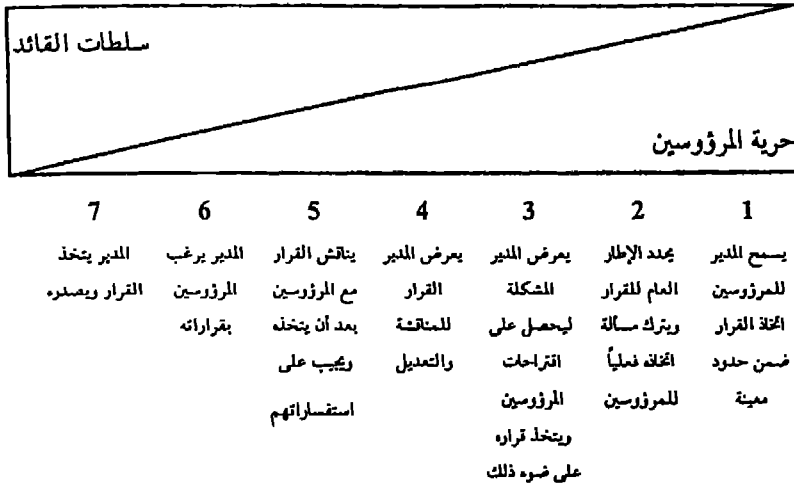 سلطات القائد
حرية المرؤوسين
1
يسمح المدير
للمرؤوسين
اتخاذ القرار
ضمن حدود
معينة
2
يحدد الإطار
العام للقرار
ويترك مسألة
اتخاذه فعلياً
للمرؤوسين
3
يعرض المدير
المشكلة
ليحصل على
اقتراحات
المرؤوسين
ويتخذ قراره
على ضوء ذلك
4
يعرض المدير
القرار
للمناقشة
والتعديل
5
يناقش القرار
مع المرؤوسين
بعد أن يتخذه
ويجيب على
استفساراتهم
6
المدير يرغب
المرؤوسين
بقراراته
7
المدير يتخذ
القرار ويصدره